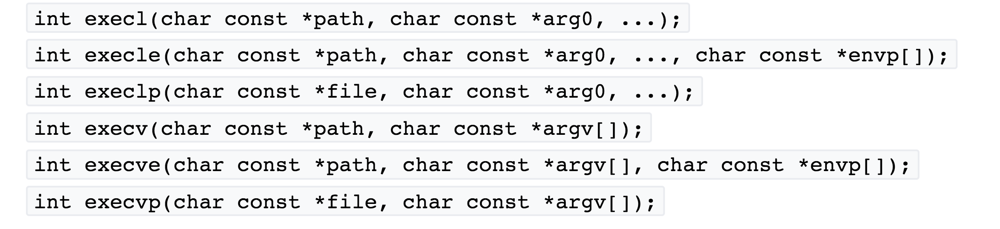 int execl(char const *path, char const *arg0, ...);
int execle(char const *path, char const *arg0, ..., char const *envp[]);
int execlp(char const *file, char const *arg0, ...);
int execv(char const *path, char const *argv[]);
int execve(char const *path, char const *argv[], char const *envp[]);
int execvp(char const *file, char const *argv[]);